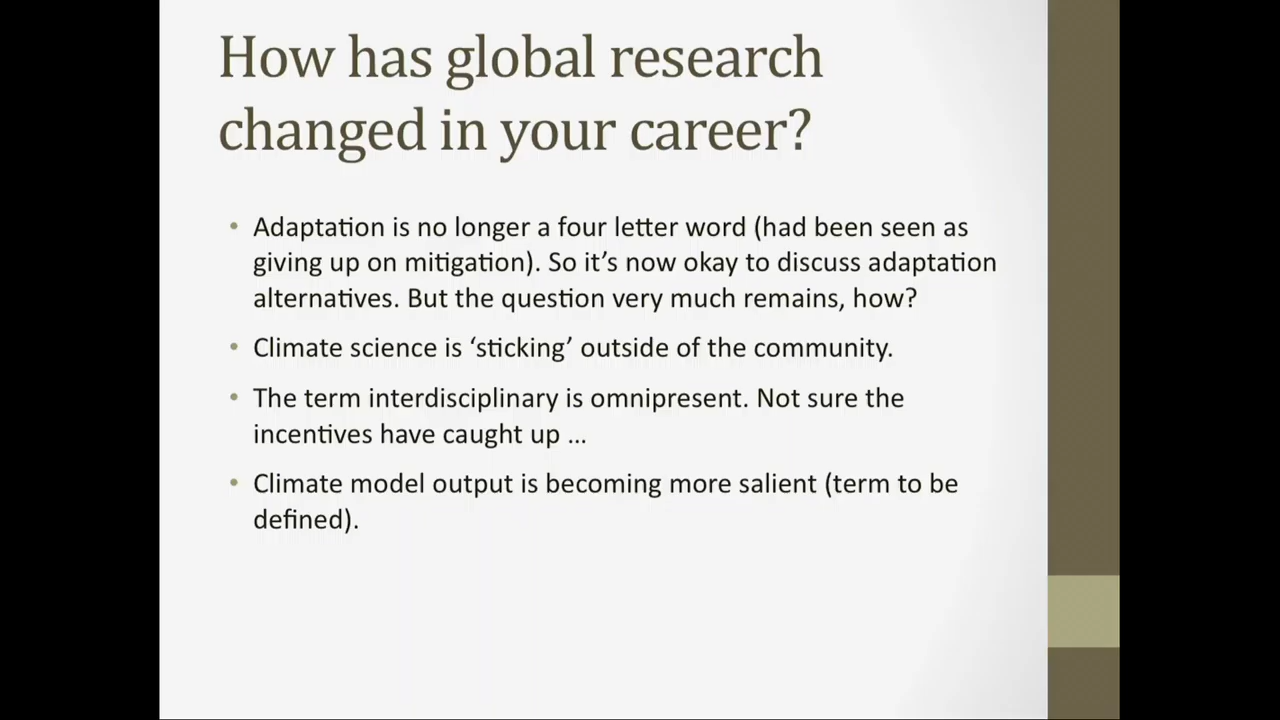 How has global research
changed in your career?
• Adaptation is no longer a four letter word (had been seen as
giving up on mitigation). So it’s now okay to discuss adaptation
alternatives. But the question very much remains, how?
• Climate science is ‘sticking’ outside of the community.
• The term interdisciplinary is omnipresent. Not sure the
incentives have caught up ...
• Climate model output is becoming more salient (term to be
defined).